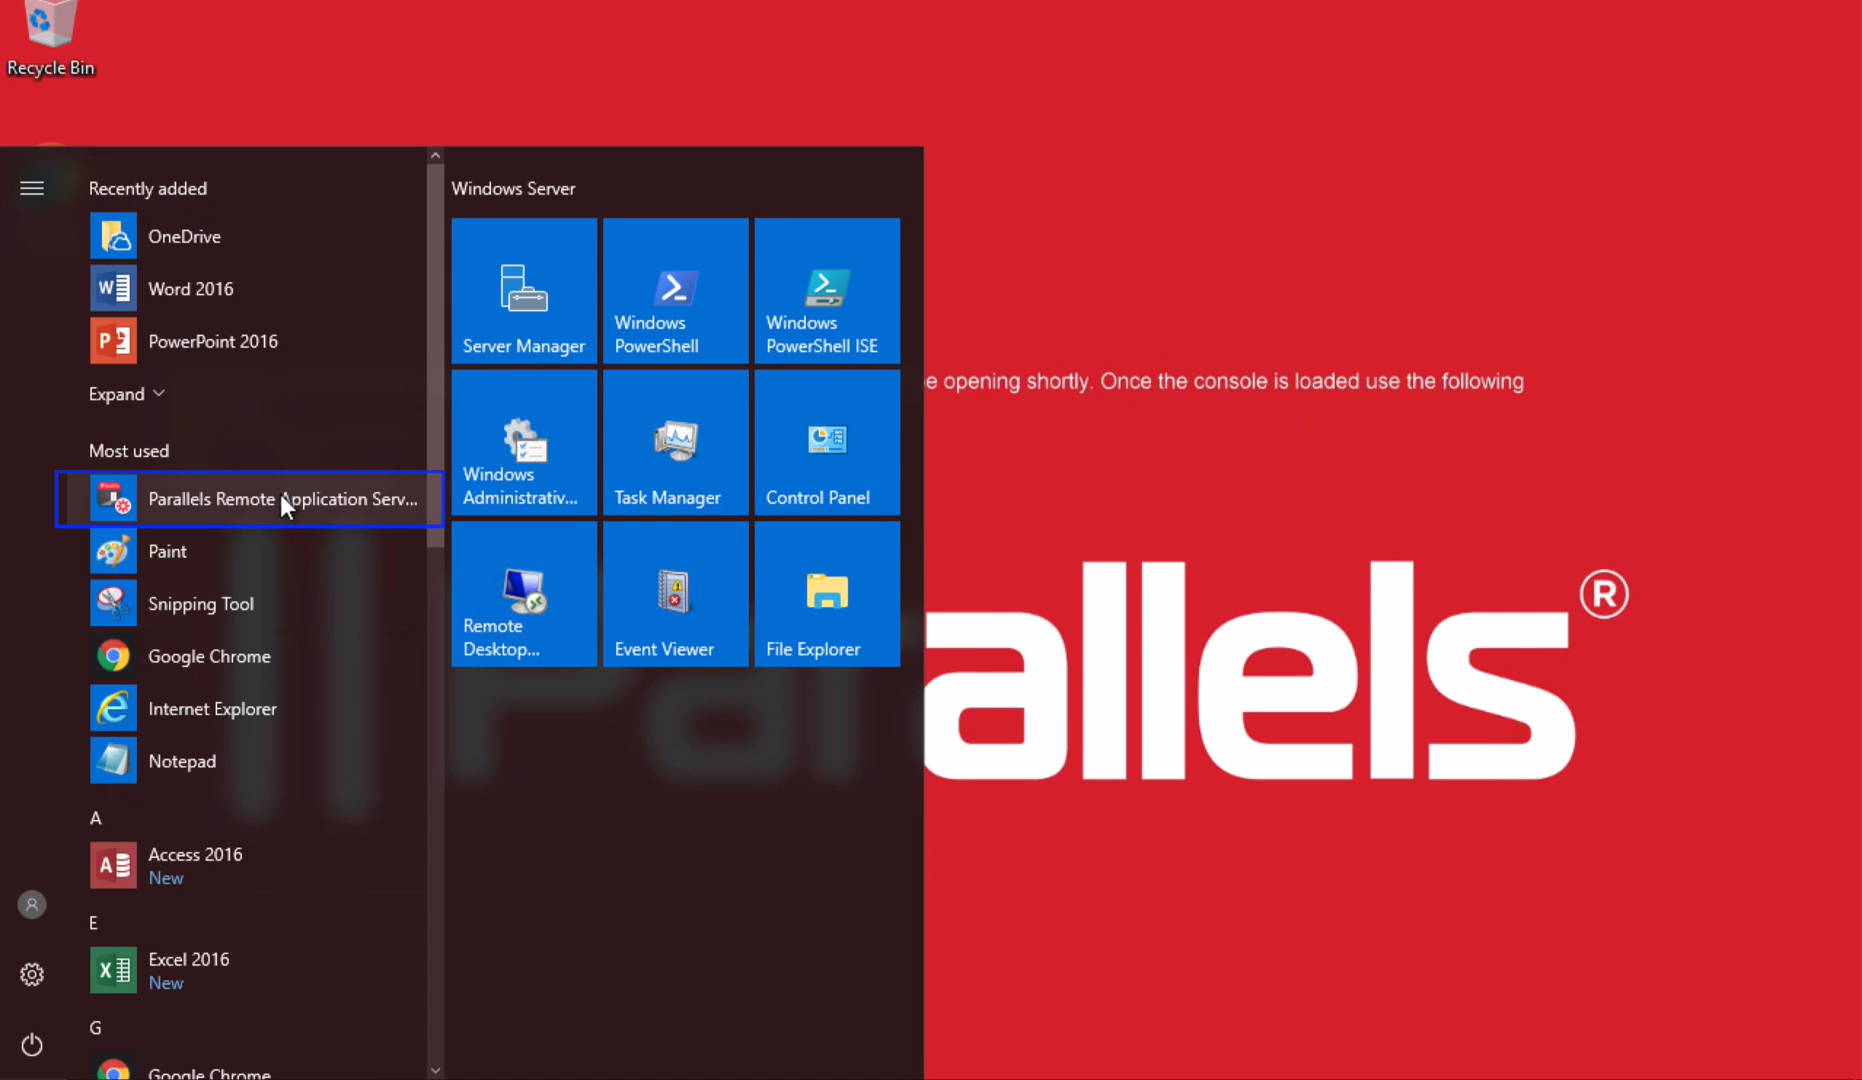 Recycle Bin
Recently added
OneDrive
Word 2016
PowerPoint 2016
Expand
Most used
Parallels Remote Application Serv...
Paint
Snipping Tool
Google Chrome
Internet Explorer
Notepad
A
Access 2016
New
E
Excel 2016
New
G
Google Chrome
Windows Server
Server Manager
Windows PowerShell
Windows PowerShell ISE
Windows Administrativ...
Task Manager
Control Panel
Remote Desktop...
Event Viewer
File Explorer
e opening shortly. Once the console is loaded use the following
Parallels®